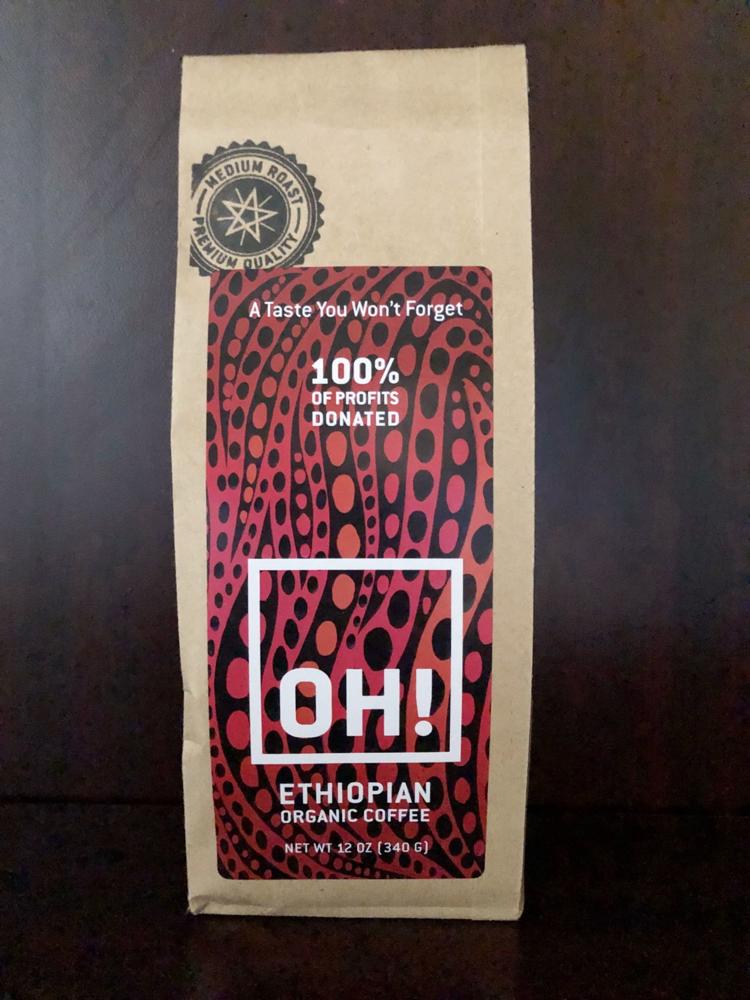 MEDIUM ROAST
PREMIUM QUALITY
A Taste You Won't Forget
100%
OF PROFITS
DONATED
OH!
ETHIOPIAN
ORGANIC COFFEE
NET WT 12 OZ (340 G)